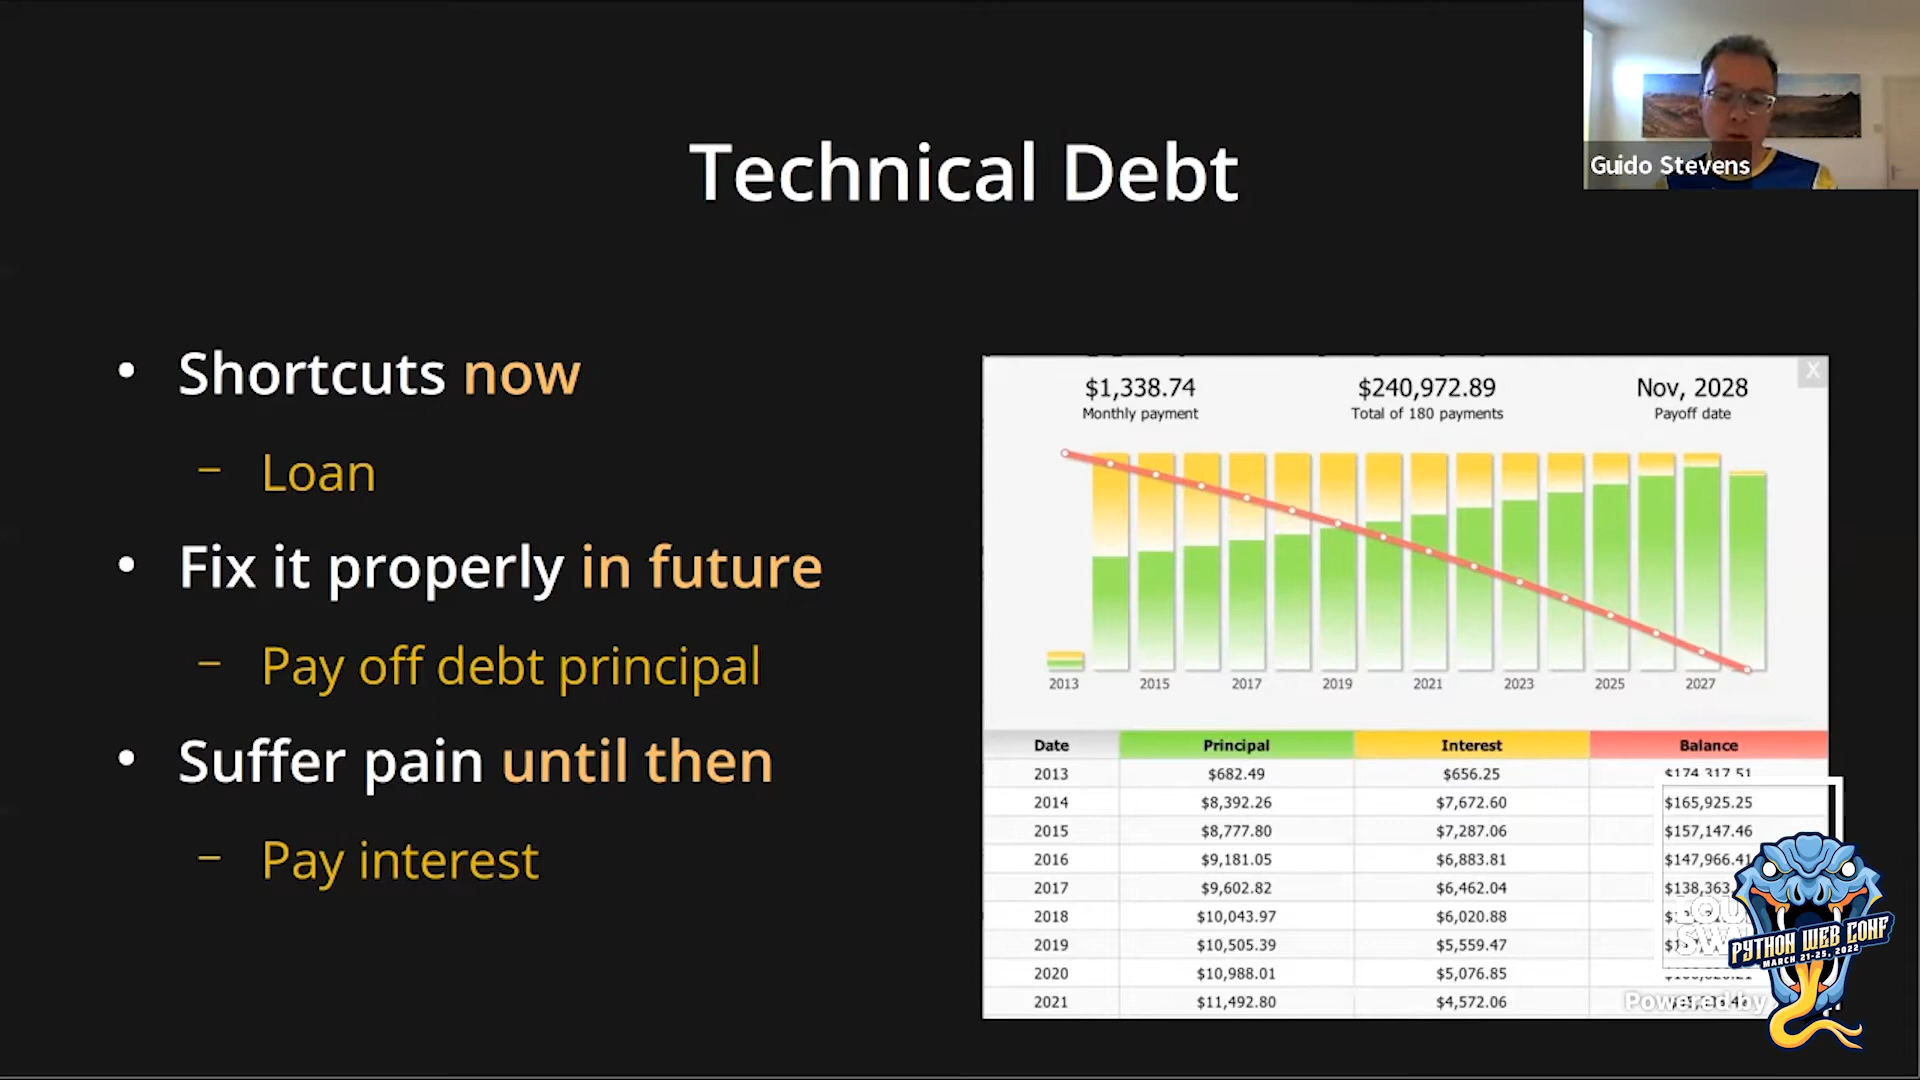 Technical Debt
Guido Stevens
• Shortcuts now
– Loan
• Fix it properly in future
– Pay off debt principal
• Suffer pain until then
– Pay interest
X
$1,338.74 $240,972.89 Nov, 2028
Monthly payment Total of 180 payments Payoff date
2013 2015 2017 2019 2021 2023 2025 2027
Date Principal Interest Balance
2013 $682.49 $656.25 $174,317.51
2014 $8,392.26 $7,672.60 $165,925.25
2015 $8,777.80 $7,287.06 $157,147.46
2016 $9,181.05 $6,883.81 $147,966.41
2017 $9,602.82 $6,462.04 $138,363
2018 $10,043.97 $6,020.88
2019 $10,505.39 $5,559.47
2020 $10,988.01 $5,076.85
2021 $11,492.80 $4,572.06
PYTHON WEB CONF
MARCH 21-25, 2022
Powered by